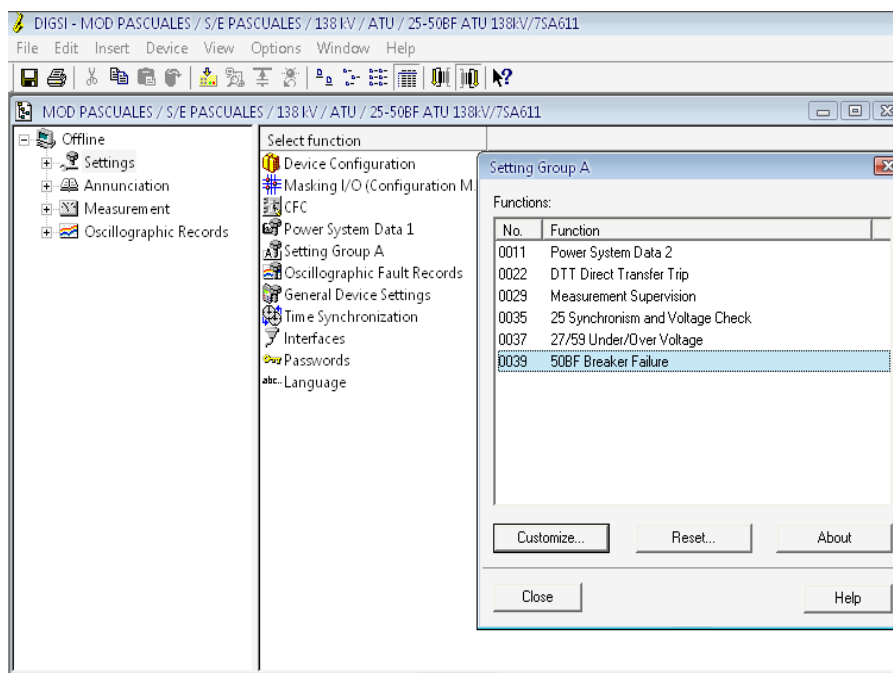 DIGSI - MOD PASCUALES / S/E PASCUALES / 138 kV / ATU / 25-50BF ATU 138kV/7SA611
File Edit Insert Device View Options Window Help
MOD PASCUALES / S/E PASCUALES / 138 kV / ATU / 25-50BF ATU 138kV/7SA611
Offline
Settings
Annunciation
Measurement
Oscillographic Records
Select function
Device Configuration
Masking I/O (Configuration M.
CFC
Power System Data 1
Setting Group A
Oscillographic Fault Records
General Device Settings
Time Synchronization
Interfaces
Passwords
abc.. Language
Setting Group A
Functions:
No. Function
0011 Power System Data 2
0022 DTT Direct Transfer Trip
0029 Measurement Supervision
0035 25 Synchronism and Voltage Check
0037 27/59 Under/Over Voltage
0039 50BF Breaker Failure
Customize... Reset... About
Close Help